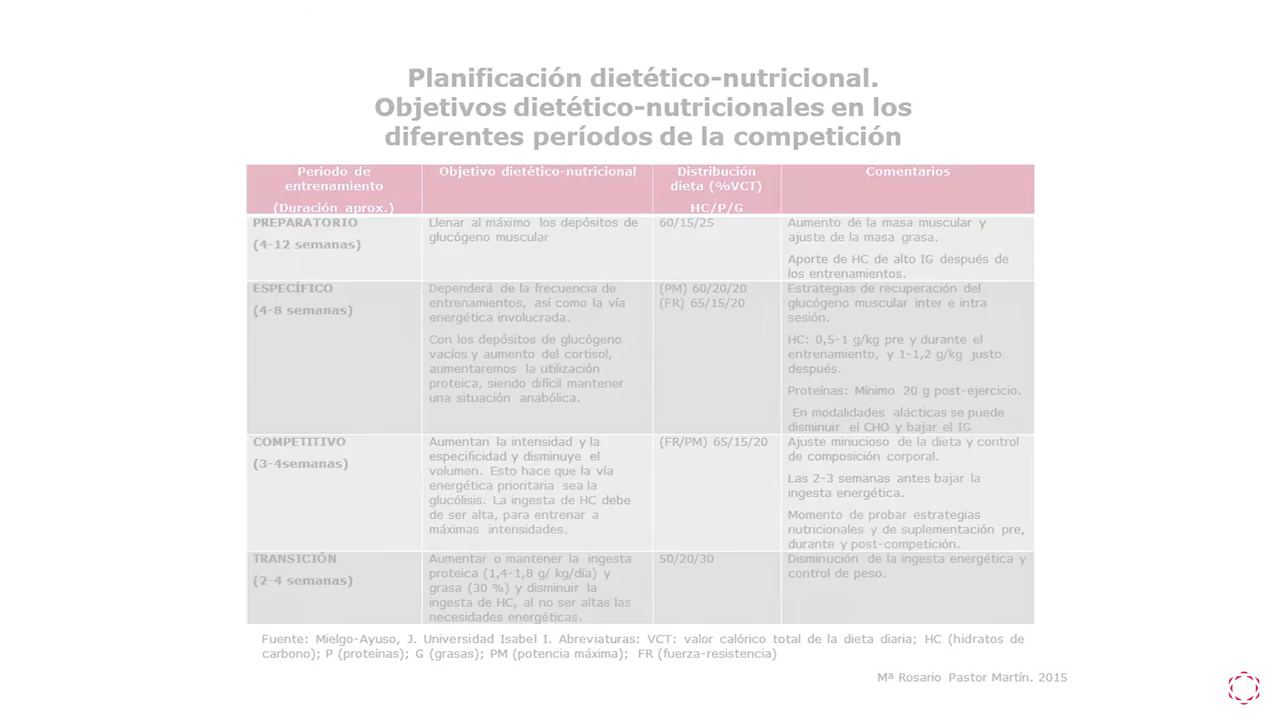 Planificación dietético-nutricional.
Objetivos dietético-nutricionales en los
diferentes períodos de la competición
Periodo de
entrenamiento
(Duración aprox.)
Objetivo dietético-nutricional
Distribución
dieta (%VCT)
HC/P/G
Comentarios
PREPARATORIO
(4-12 semanas)
Llenar al máximo los depósitos de
glucógeno muscular
60/15/25
Aumento de la masa muscular y
ajuste de la masa grasa.
Aporte de HC de alto IG después de
los entrenamientos.
ESPECÍFICO
(4-8 semanas)
Dependerá de la frecuencia de
entrenamientos, así como la vía
energética involucrada.
Con los depósitos de glucógeno
vacíos y aumento del cortisol,
aumentaremos la utilización
proteica, siendo difícil mantener
una situación anabólica.
(PM) 60/20/20
(FR) 65/15/20
Estrategias de recuperación del
glucógeno muscular inter e intra
sesión.
HC: 0,5-1 g/kg pre y durante el
entrenamiento, y 1-1,2 g/kg justo
después.
Proteínas: Mínimo 20 g post-ejercicio.
En modalidades alácticas se puede
disminuir el CHO y bajar el IG
COMPETITIVO
(3-4semanas)
Aumentan la intensidad y la
especificidad y disminuye el
volumen. Esto hace que la vía
energética prioritaria sea la
glucólisis. La ingesta de HC debe
de ser alta, para entrenar a
máximas intensidades.
(FR/PM) 65/15/20
Ajuste minucioso de la dieta y control
de composición corporal.
Las 2-3 semanas antes bajar la
ingesta energética.
Momento de probar estrategias
nutricionales y de suplementación pre,
durante y post-competición.
TRANSICIÓN
(2-4 semanas)
Aumentar o mantener la ingesta
proteica (1,4-1,8 g/ kg/día) y
grasa (30 %) y disminuir la
ingesta de HC, al no ser altas las
necesidades energéticas.
50/20/30
Disminución de la ingesta energética y
control de peso.
Fuente: Mielgo-Ayuso, J. Universidad Isabel I. Abreviaturas: VCT: valor calórico total de la dieta diaria; HC (hidratos de
carbono); P (proteínas); G (grasas); PM (potencia máxima); FR (fuerza-resistencia)
Mª Rosario Pastor Martín. 2015